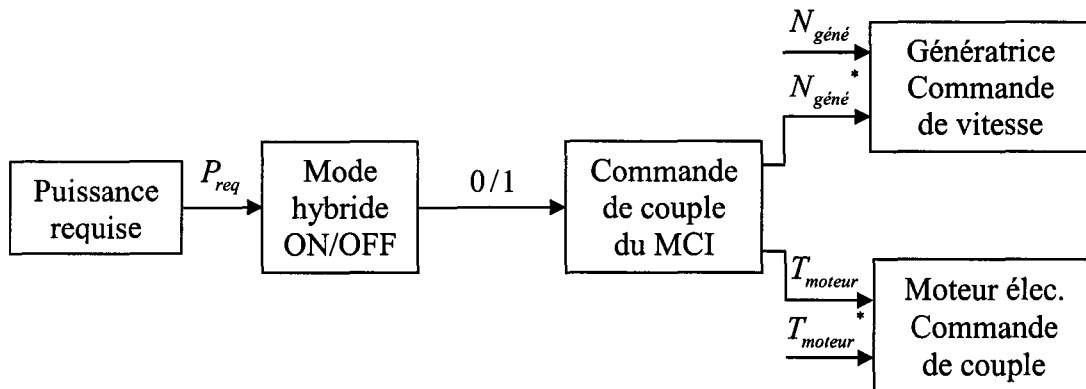 Puissance
requise
P_req
Mode
hybride
ON/OFF
0/1
Commande
de couple
du MCI
N_géné
N_géné*
Génératrice
Commande
de vitesse
T_moteur
T_moteur*
Moteur élec.
Commande
de couple